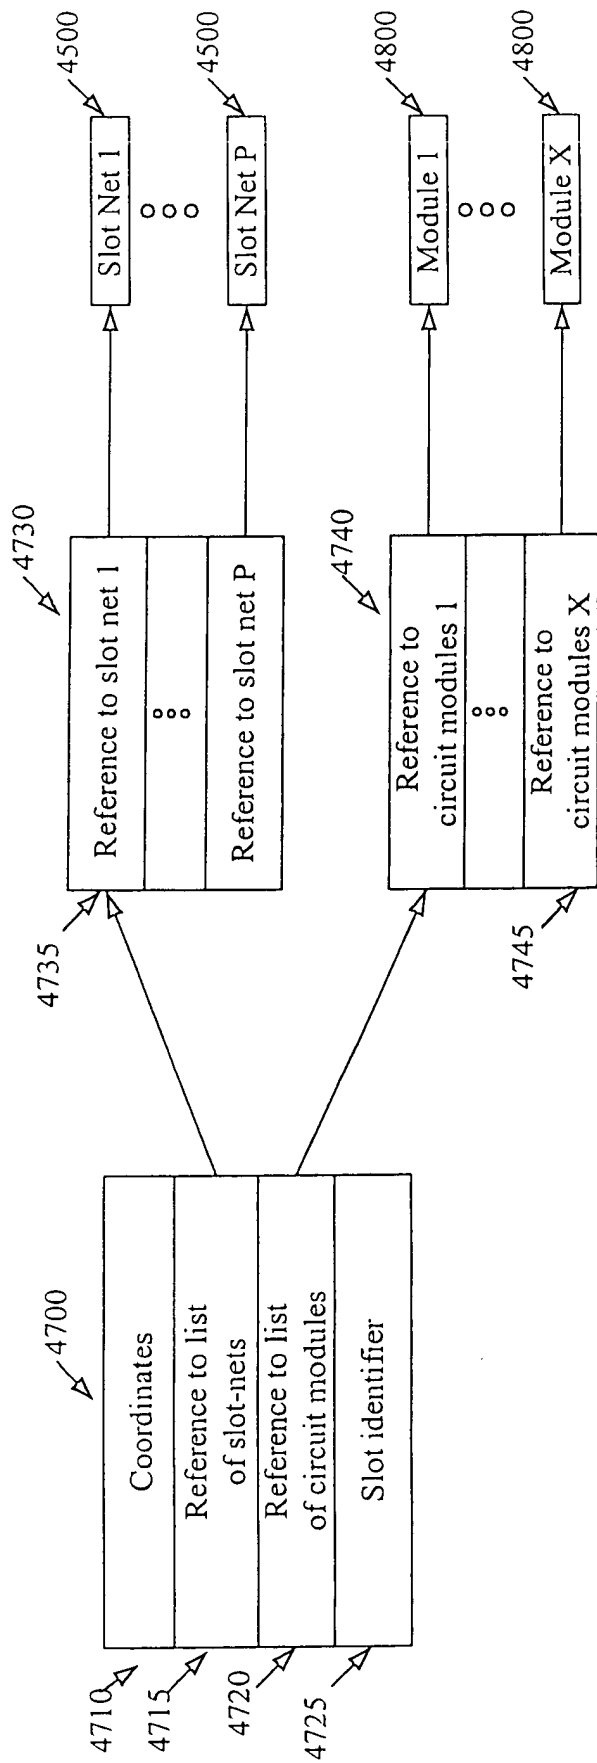 4700
4710
Coordinates
4715
Reference to list
of slot-nets
4720
Reference to list
of circuit modules
4725
Slot identifier
4730
4735
Reference to slot net 1
Reference to slot net P
4740
Reference to
circuit modules 1
4745
Reference to
circuit modules X
4500
Slot Net 1
4500
Slot Net P
4800
Module 1
4800
Module X